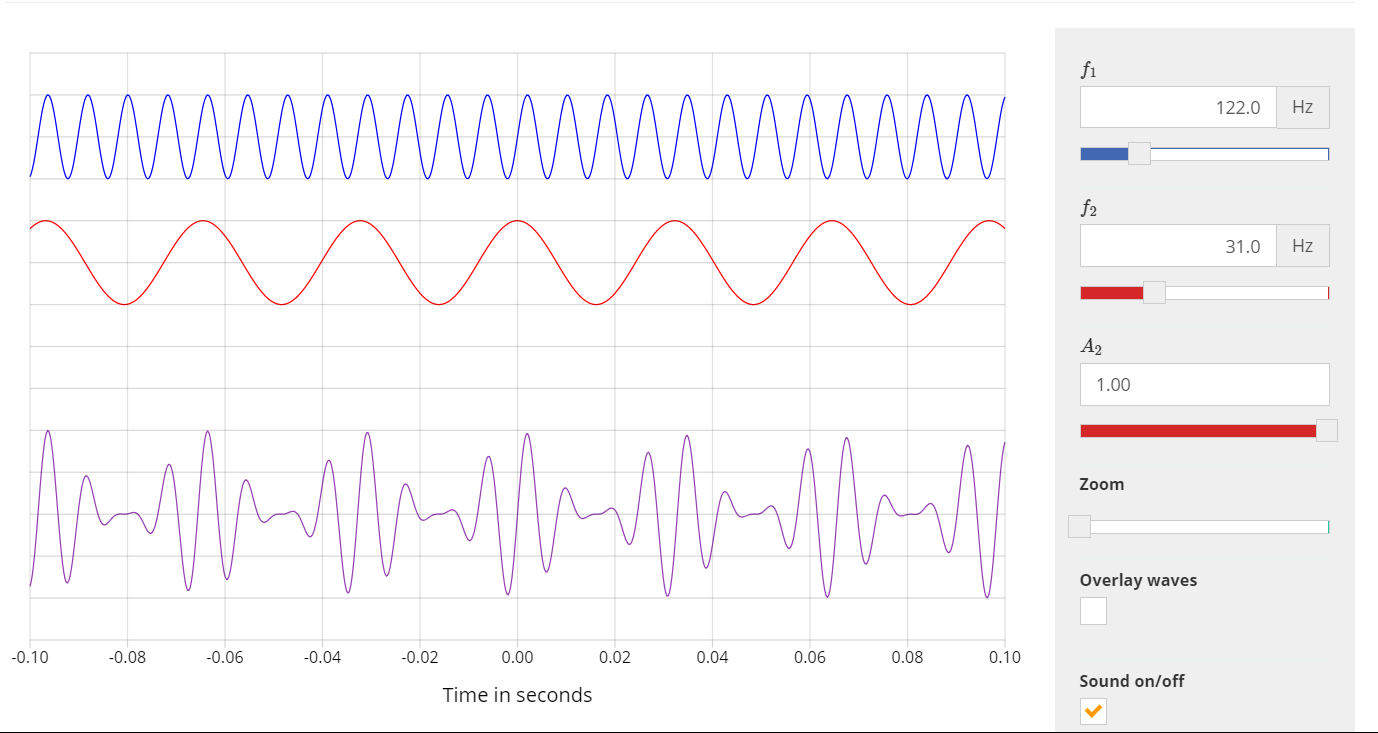 f₁
122.0 Hz
f₂
31.0 Hz
A₂
1.00
Zoom
Overlay waves
Sound on/off
-0.10 -0.08 -0.06 -0.04 -0.02 0.00 0.02 0.04 0.06 0.08 0.10
Time in seconds